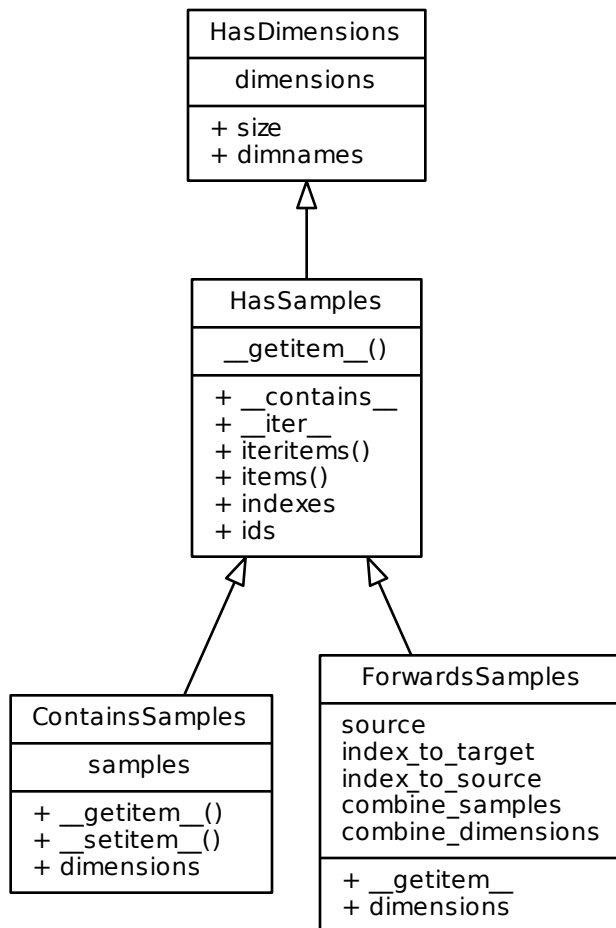 HasDimensions
dimensions
+ size
+ dimnames
HasSamples
__getitem__()
+ __contains__
+ __iter__
+ iteritems()
+ items()
+ indexes
+ ids
ContainsSamples
samples
+ __getitem__()
+ __setitem__()
+ dimensions
ForwardsSamples
source
index_to_target
index_to_source
combine_samples
combine_dimensions
+ __getitem__
+ dimensions